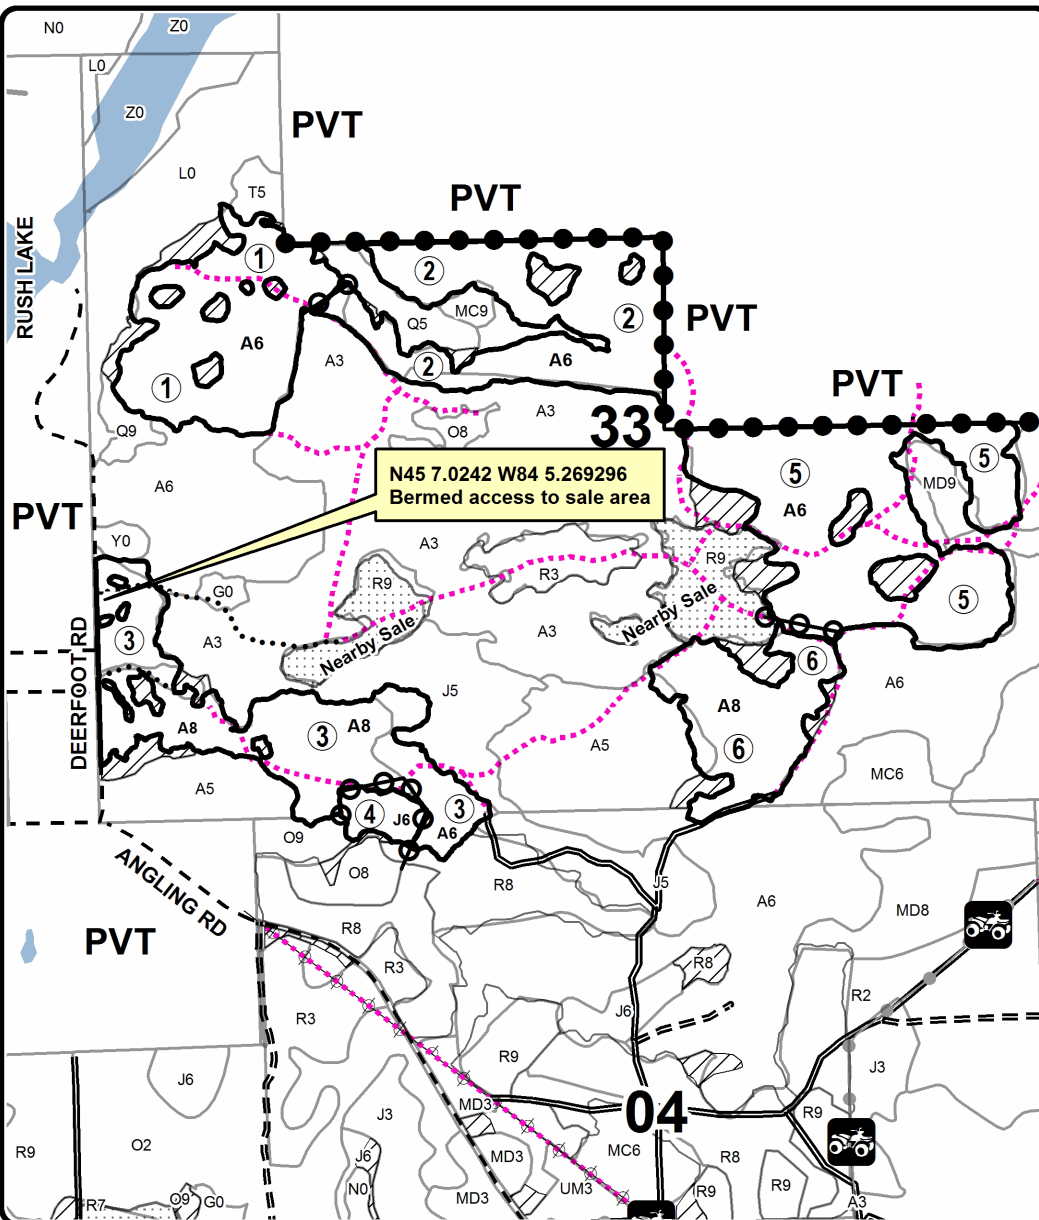 N0
Z0
L0
Z0
PVT
L0
T5
PVT
RUSH LAKE
1
2
MC9
2
PVT
Q5
A6
A3
2
A6
PVT
1
A3
33
Q9
O8
5
5
N45 7.0242 W84 5.269296
Bermed access to sale area
A6
MD9
PVT
A6
Y0
A3
R9
R9
R3
G0
5
3
A3
Nearby Sale
A3
Nearby Sale
6
DEERFOOT RD
J5
A6
A8
A8
3
A8
6
A5
MC6
A5
4
J6
3
A6
O9
ANGLING RD
O8
R8
J5
A6
MD8
PVT
R8
R3
R8
R2
R3
J6
R9
J3
J6
MD3
04
R9
J3
O2
R9
J6
MD3
MC6
R8
N0
UM3
R9
R9
R7
O9
G0
MD3
A3